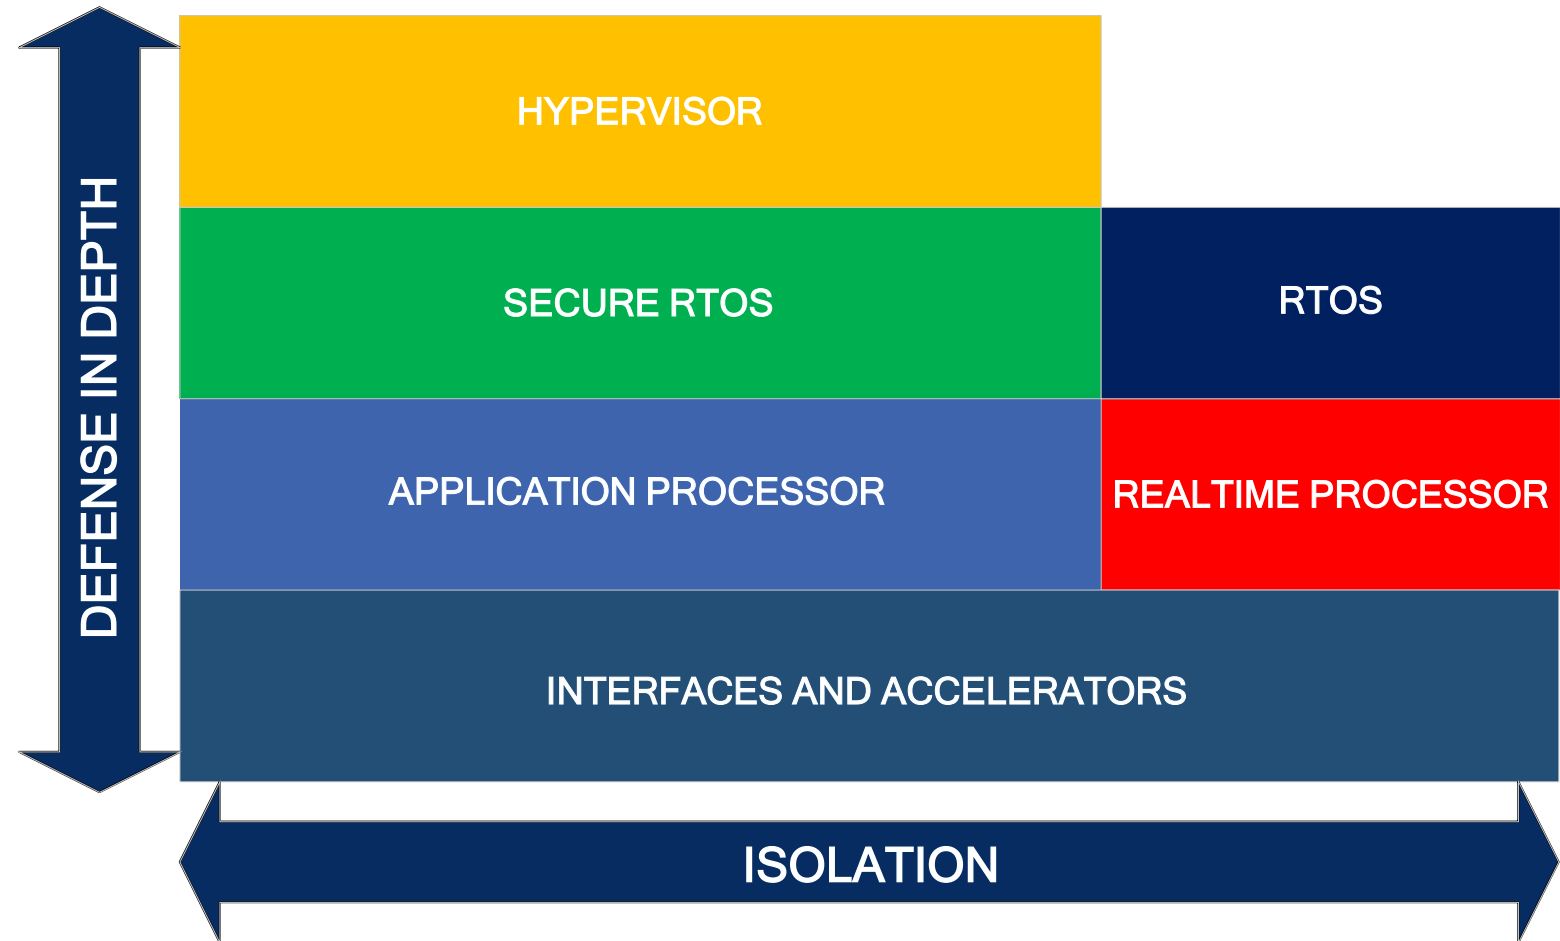 DEFENSE IN DEPTH
HYPERVISOR
SECURE RTOS
RTOS
APPLICATION PROCESSOR
REALTIME PROCESSOR
INTERFACES AND ACCELERATORS
ISOLATION